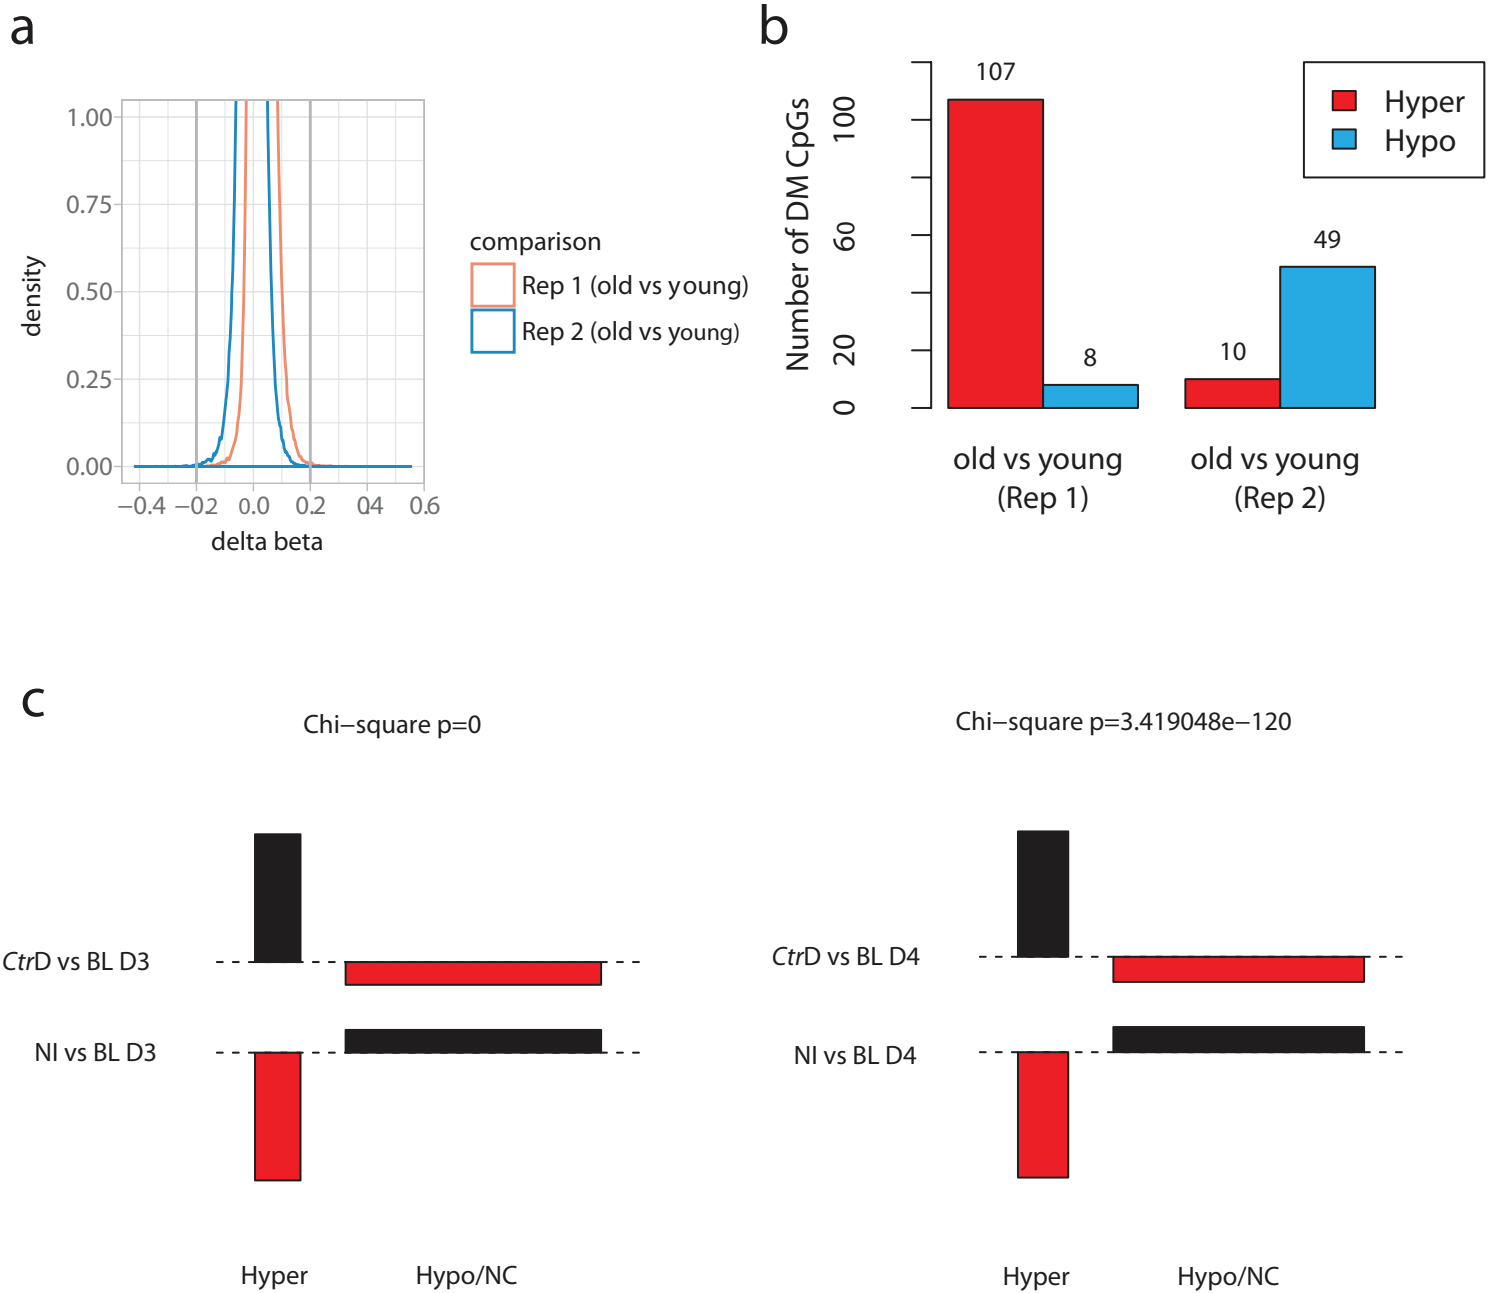 a
1.00
0.75
0.50
0.25
0.00
density
−0.4 −0.2 0.0 0.2 0.4 0.6
delta beta
comparison
Rep 1 (old vs young)
Rep 2 (old vs young)
b
Number of DM CpGs
100
60
20
0
107
8
10
49
Hyper
Hypo
old vs young
(Rep 1)
old vs young
(Rep 2)
c
Chi−square p=0
CtrD vs BL D3
NI vs BL D3
Hyper
Hypo/NC
Chi−square p=3.419048e−120
CtrD vs BL D4
NI vs BL D4
Hyper
Hypo/NC